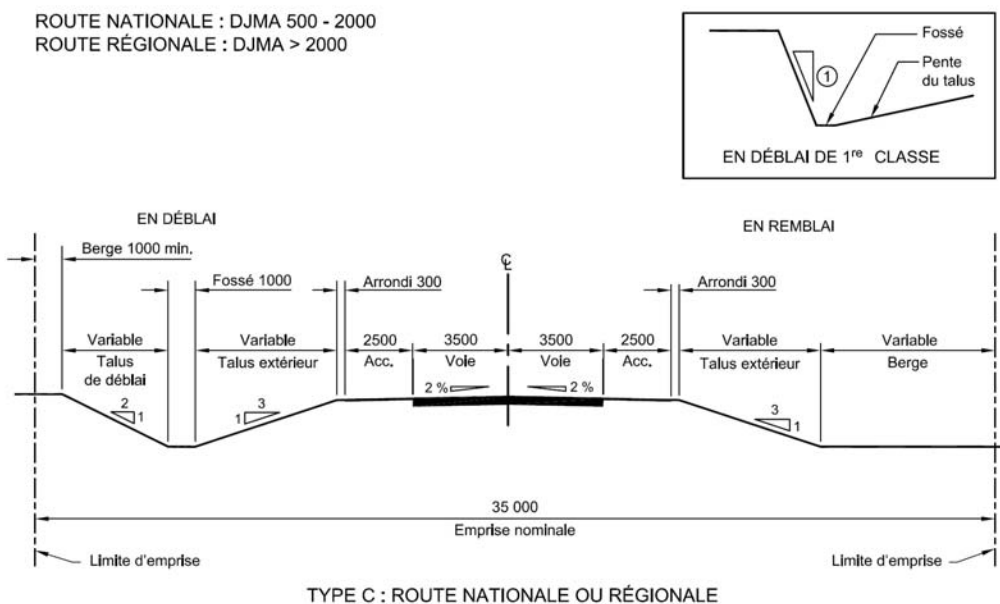 ROUTE NATIONALE : DJMA 500 - 2000
ROUTE RÉGIONALE : DJMA > 2000
Fossé
Pente
du talus
1
EN DÉBLAI DE 1re CLASSE
EN DÉBLAI
EN REMBLAI
Berge 1000 min.
Fossé 1000
Arrondi 300
℄
Arrondi 300
Variable
Talus
de déblai
Variable
Talus extérieur
2500
Acc.
3500
Voie
3500
Voie
2500
Acc.
Variable
Talus extérieur
Variable
Berge
2 %
2 %
2
1
3
1
3
1
35 000
Emprise nominale
Limite d'emprise
Limite d'emprise
TYPE C : ROUTE NATIONALE OU RÉGIONALE